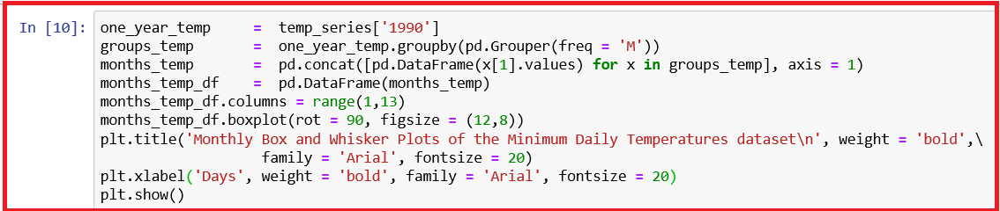 In [10]: one_year_temp     =  temp_series['1990']
groups_temp       =  one_year_temp.groupby(pd.Grouper(freq = 'M'))
months_temp       =  pd.concat([pd.DataFrame(x[1].values) for x in groups_temp], axis = 1)
months_temp_df    =  pd.DataFrame(months_temp)
months_temp_df.columns = range(1,13)
months_temp_df.boxplot(rot = 90, figsize = (12,8))
plt.title('Monthly Box and Whisker Plots of the Minimum Daily Temperatures dataset\n', weight = 'bold',\
                   family = 'Arial', fontsize = 20)
plt.xlabel('Days', weight = 'bold', family = 'Arial', fontsize = 20)
plt.show()